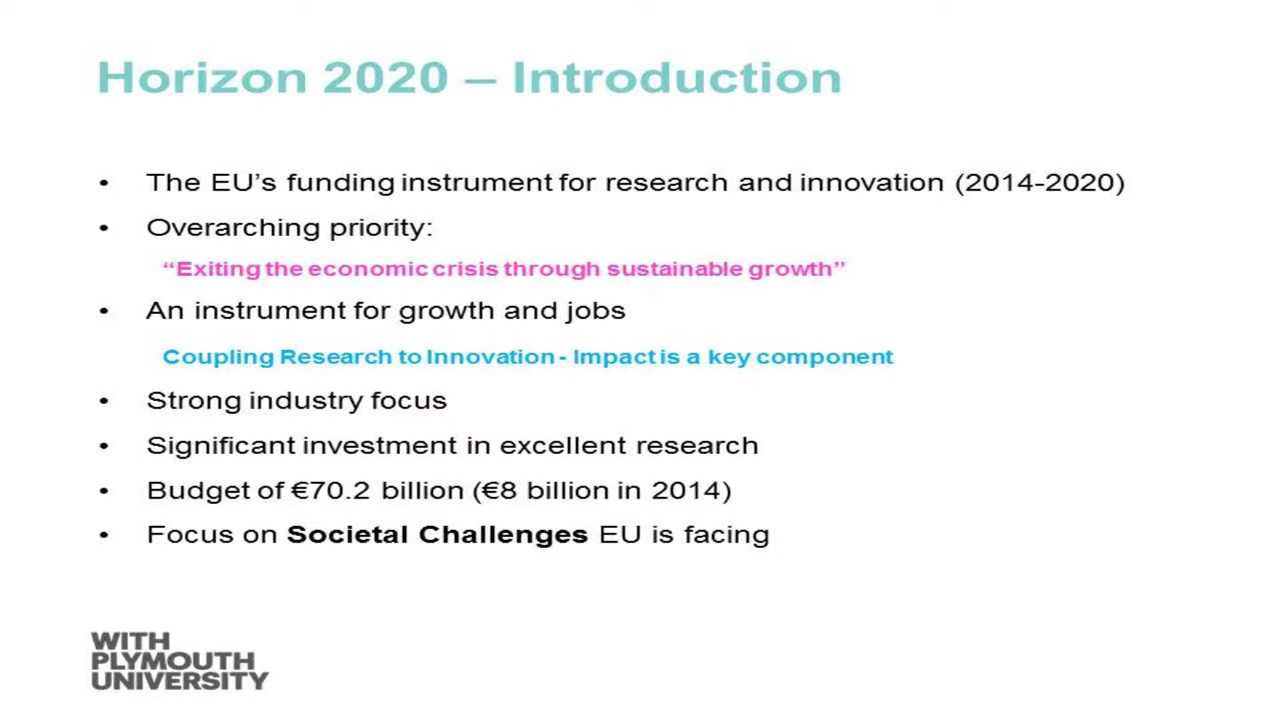 Horizon 2020 – Introduction
• The EU’s funding instrument for research and innovation (2014-2020)
• Overarching priority:
“Exiting the economic crisis through sustainable growth”
• An instrument for growth and jobs
Coupling Research to Innovation - Impact is a key component
• Strong industry focus
• Significant investment in excellent research
• Budget of €70.2 billion (€8 billion in 2014)
• Focus on Societal Challenges EU is facing
WITH
PLYMOUTH
UNIVERSITY